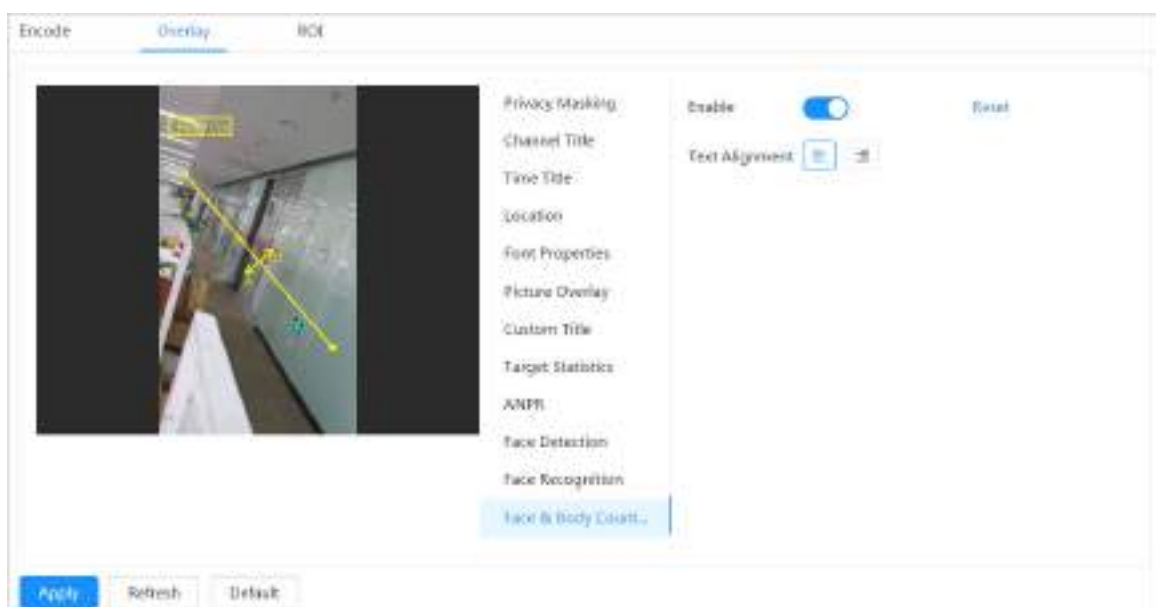 Encode Overlay ROI
Privacy Masking
Enable
Reset
Channel Title
Text Alignment
Time Title
Location
Font Properties
Picture Overlay
Custom Title
Target Statistics
ANPR
Face Detection
Face Recognition
Face & Body Count...
Apply Refresh Default